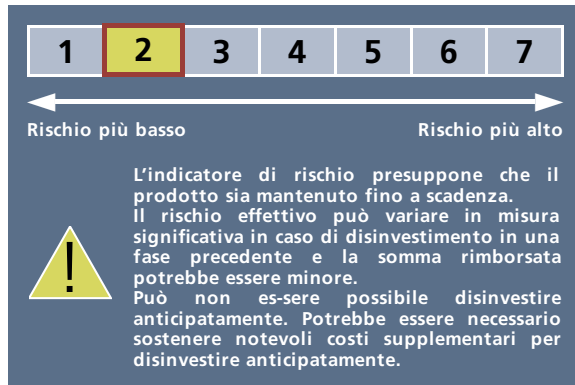 1 2 3 4 5 6 7
Rischio più basso Rischio più alto
L’indicatore di rischio presuppone che il
prodotto sia mantenuto fino a scadenza.
Il rischio effettivo può variare in misura
significativa in caso di disinvestimento in una
fase precedente e la somma rimborsata
potrebbe essere minore.
Può non es-sere possibile disinvestire
anticipatamente. Potrebbe essere necessario
sostenere notevoli costi supplementari per
disinvestire anticipatamente.
!